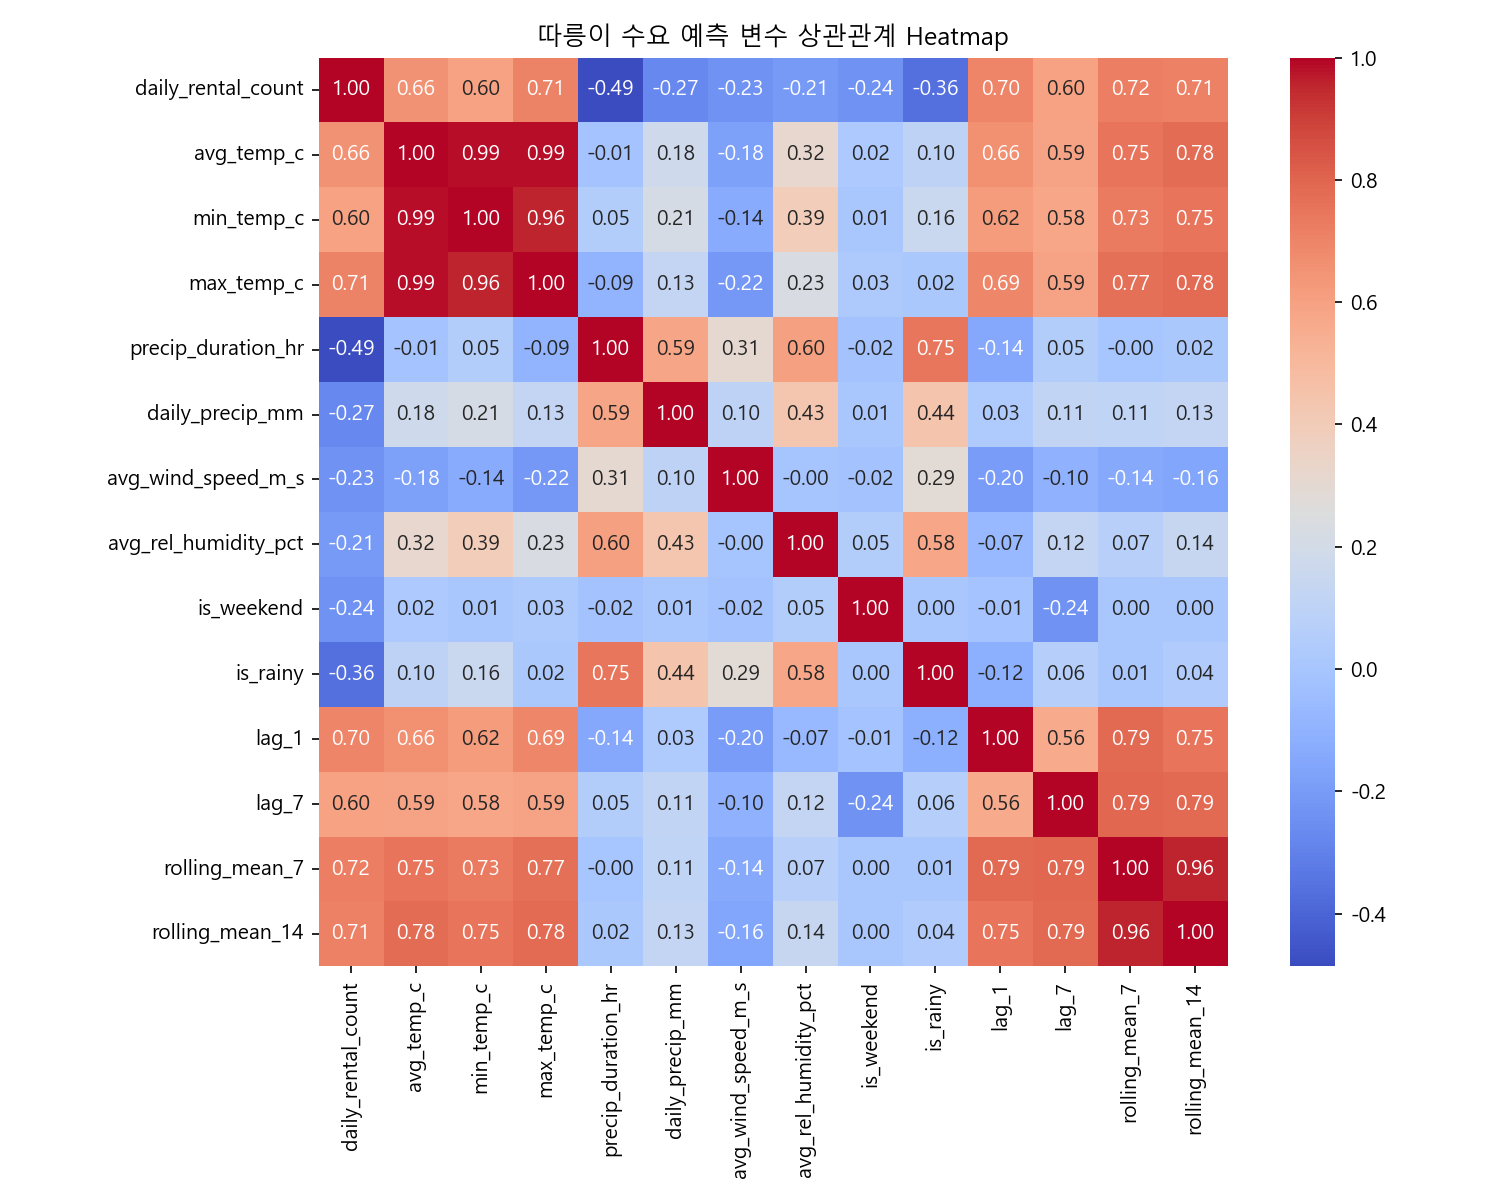 따릉이 수요 예측 변수 상관관계 Heatmap
daily_rental_count 1.00 0.66 0.60 0.71 -0.49 -0.27 -0.23 -0.21 -0.24 -0.36 0.70 0.60 0.72 0.71
avg_temp_c 0.66 1.00 0.99 0.99 -0.01 0.18 -0.18 0.32 0.02 0.10 0.66 0.59 0.75 0.78
min_temp_c 0.60 0.99 1.00 0.96 0.05 0.21 -0.14 0.39 0.01 0.16 0.62 0.58 0.73 0.75
max_temp_c 0.71 0.99 0.96 1.00 -0.09 0.13 -0.22 0.23 0.03 0.02 0.69 0.59 0.77 0.78
precip_duration_hr -0.49 -0.01 0.05 -0.09 1.00 0.59 0.31 0.60 -0.02 0.75 -0.14 0.05 -0.00 0.02
daily_precip_mm -0.27 0.18 0.21 0.13 0.59 1.00 0.10 0.43 0.01 0.44 0.03 0.11 0.11 0.13
avg_wind_speed_m_s -0.23 -0.18 -0.14 -0.22 0.31 0.10 1.00 -0.00 -0.02 0.29 -0.20 -0.10 -0.14 -0.16
avg_rel_humidity_pct -0.21 0.32 0.39 0.23 0.60 0.43 -0.00 1.00 0.05 0.58 -0.07 0.12 0.07 0.14
is_weekend -0.24 0.02 0.01 0.03 -0.02 0.01 -0.02 0.05 1.00 0.00 -0.01 -0.24 0.00 0.00
is_rainy -0.36 0.10 0.16 0.02 0.75 0.44 0.29 0.58 0.00 1.00 -0.12 0.06 0.01 0.04
lag_1 0.70 0.66 0.62 0.69 -0.14 0.03 -0.20 -0.07 -0.01 -0.12 1.00 0.56 0.79 0.75
lag_7 0.60 0.59 0.58 0.59 0.05 0.11 -0.10 0.12 -0.24 0.06 0.56 1.00 0.79 0.79
rolling_mean_7 0.72 0.75 0.73 0.77 -0.00 0.11 -0.14 0.07 0.00 0.01 0.79 0.79 1.00 0.96
rolling_mean_14 0.71 0.78 0.75 0.78 0.02 0.13 -0.16 0.14 0.00 0.04 0.75 0.79 0.96 1.00
daily_rental_count
avg_temp_c
min_temp_c
max_temp_c
precip_duration_hr
daily_precip_mm
avg_wind_speed_m_s
avg_rel_humidity_pct
is_weekend
is_rainy
lag_1
lag_7
rolling_mean_7
rolling_mean_14
1.0
0.8
0.6
0.4
0.2
0.0
-0.2
-0.4